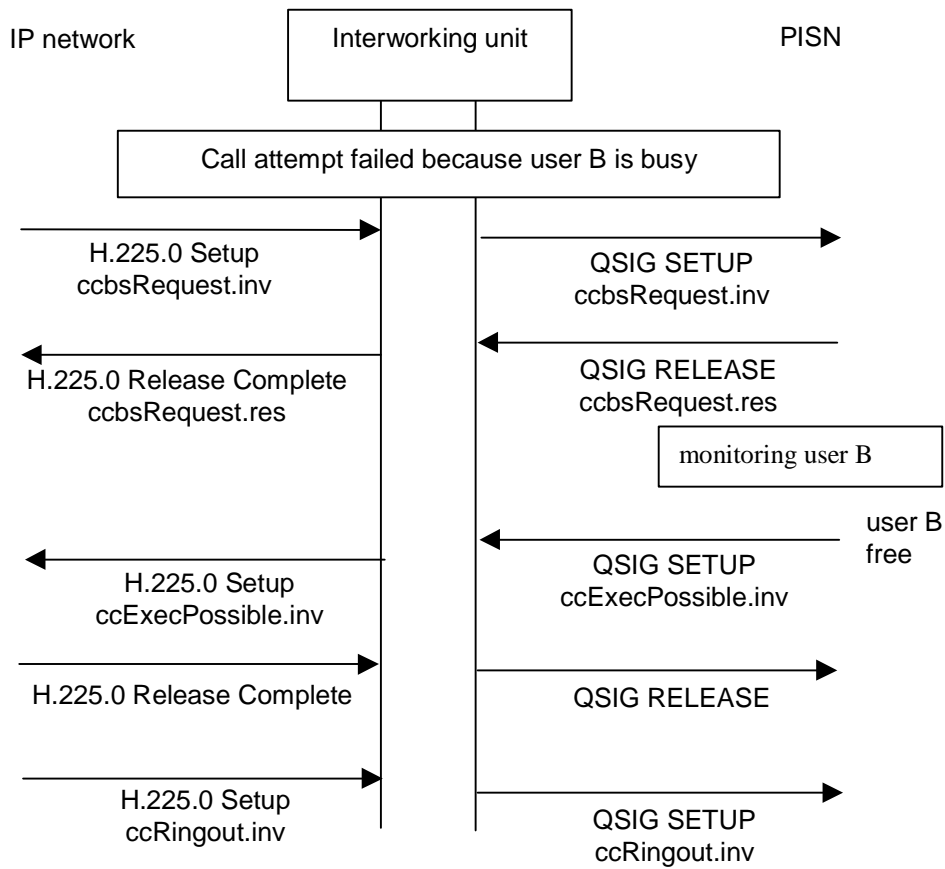 IP network
Interworking unit
PISN
Call attempt failed because user B is busy
H.225.0 Setup
ccbsRequest.inv
QSIG SETUP
ccbsRequest.inv
H.225.0 Release Complete
ccbsRequest.res
QSIG RELEASE
ccbsRequest.res
monitoring user B
user B
free
H.225.0 Setup
ccExecPossible.inv
QSIG SETUP
ccExecPossible.inv
H.225.0 Release Complete
QSIG RELEASE
H.225.0 Setup
ccRingout.inv
QSIG SETUP
ccRingout.inv